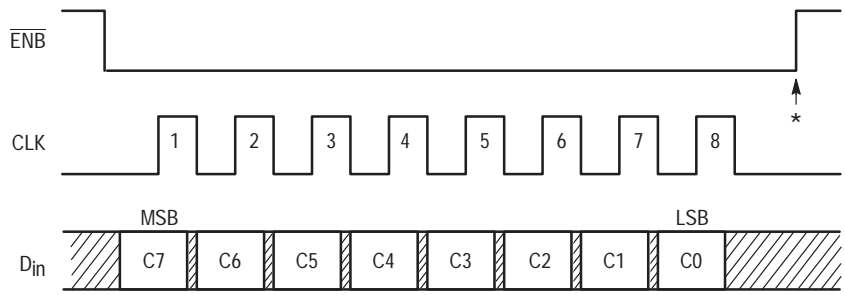 ENB
*
CLK 1 2 3 4 5 6 7 8
MSB LSB
Din C7 C6 C5 C4 C3 C2 C1 C0